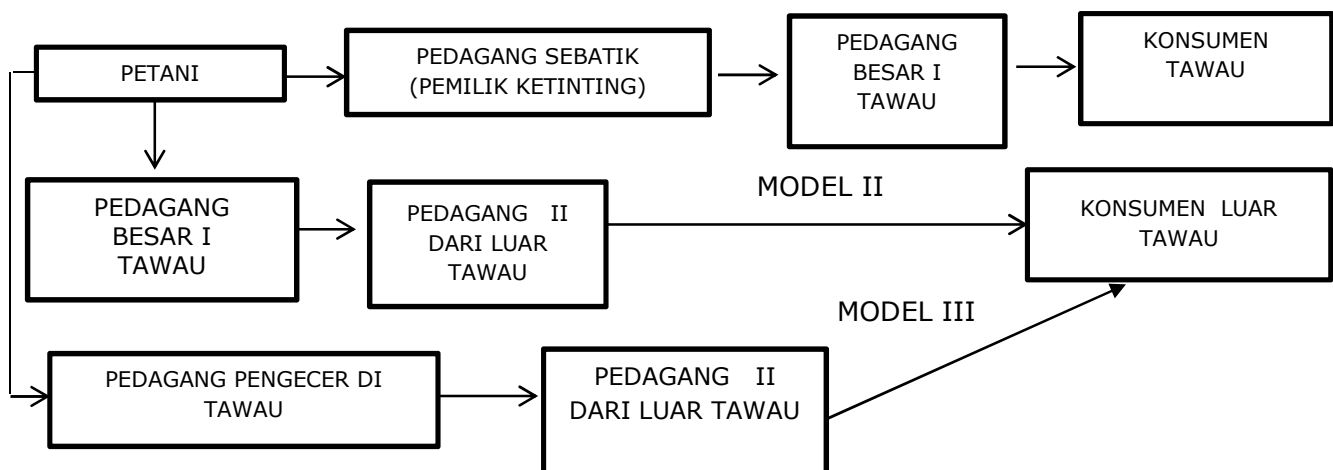 PETANI
PEDAGANG SEBATIK
(PEMILIK KETINTING)
PEDAGANG
BESAR I
TAWAU
KONSUMEN
TAWAU
PEDAGANG
BESAR I
TAWAU
PEDAGANG II
DARI LUAR
TAWAU
MODEL II
KONSUMEN LUAR
TAWAU
MODEL III
PEDAGANG PENGECER DI
TAWAU
PEDAGANG II
DARI LUAR TAWAU